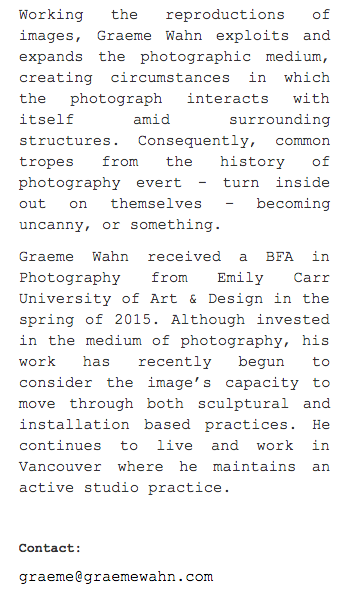 Working the reproductions of
images, Graeme Wahn exploits and
expands the photographic medium,
creating circumstances in which
the photograph interacts with
itself amid surrounding
structures. Consequently, common
tropes from the history of
photography evert – turn inside
out on themselves – becoming
uncanny, or something.
Graeme Wahn received a BFA in
Photography from Emily Carr
University of Art & Design in the
spring of 2015. Although invested
in the medium of photography, his
work has recently begun to
consider the image’s capacity to
move through both sculptural and
installation based practices. He
continues to live and work in
Vancouver where he maintains an
active studio practice.
Contact:
graeme@graemewahn.com